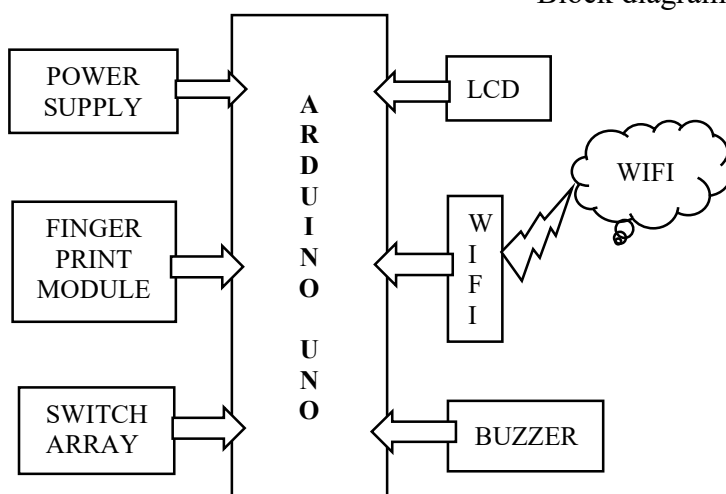 Block diagram
POWER
SUPPLY
FINGER
PRINT
MODULE
SWITCH
ARRAY
A
R
D
U
I
N
O
U
N
O
LCD
W
I
F
I
WIFI
BUZZER